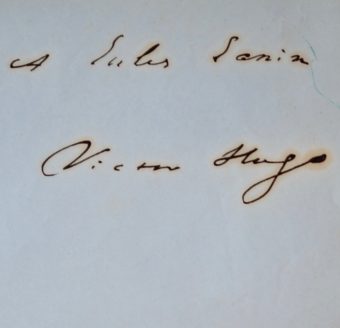 A Jules Janin
Victor Hugo